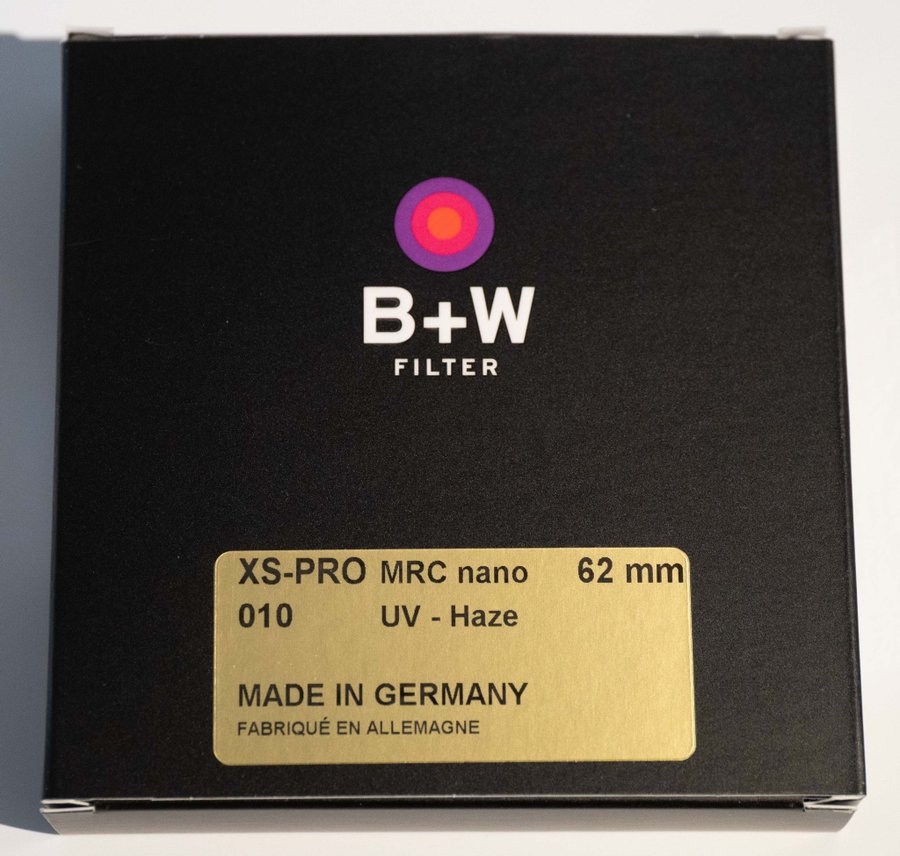 B+W
FILTER
XS-PRO MRC nano 62 mm
010 UV - Haze
MADE IN GERMANY
FABRIQUÉ EN ALLEMAGNE